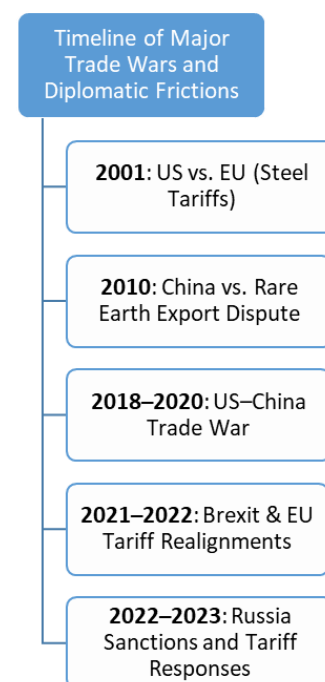 Timeline of Major
Trade Wars and
Diplomatic Frictions
2001: US vs. EU (Steel
Tariffs)
2010: China vs. Rare
Earth Export Dispute
2018–2020: US–China
Trade War
2021–2022: Brexit & EU
Tariff Realignments
2022–2023: Russia
Sanctions and Tariff
Responses